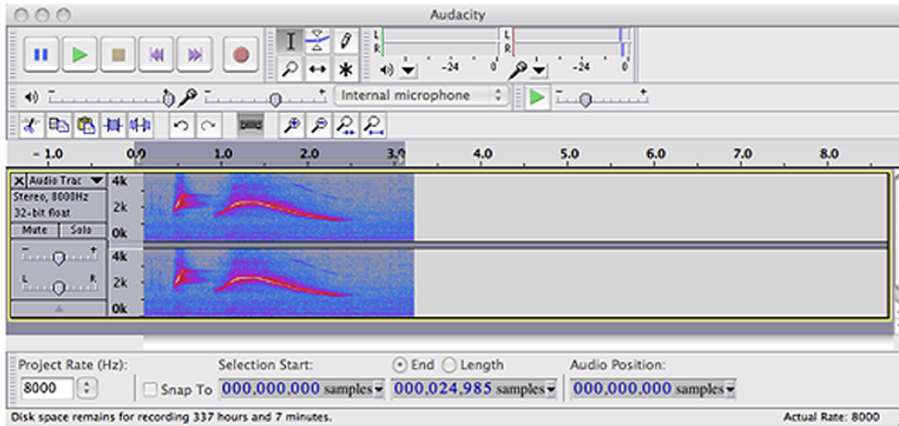 Audacity
L
R
-24 0
L
R
-24 0
Internal microphone
- 1.0 0.0 1.0 2.0 3.0 4.0 5.0 6.0 7.0 8.0
X Audio Trac 4k
Stereo, 8000Hz
32-bit float 2k
Mute Solo 0k
- +
4k
L R 2k
0k
Project Rate (Hz): Selection Start: End Length Audio Position:
8000 Snap To 000,000,000 samples 000,024,985 samples 000,000,000 samples
Disk space remains for recording 337 hours and 7 minutes. Actual Rate: 8000